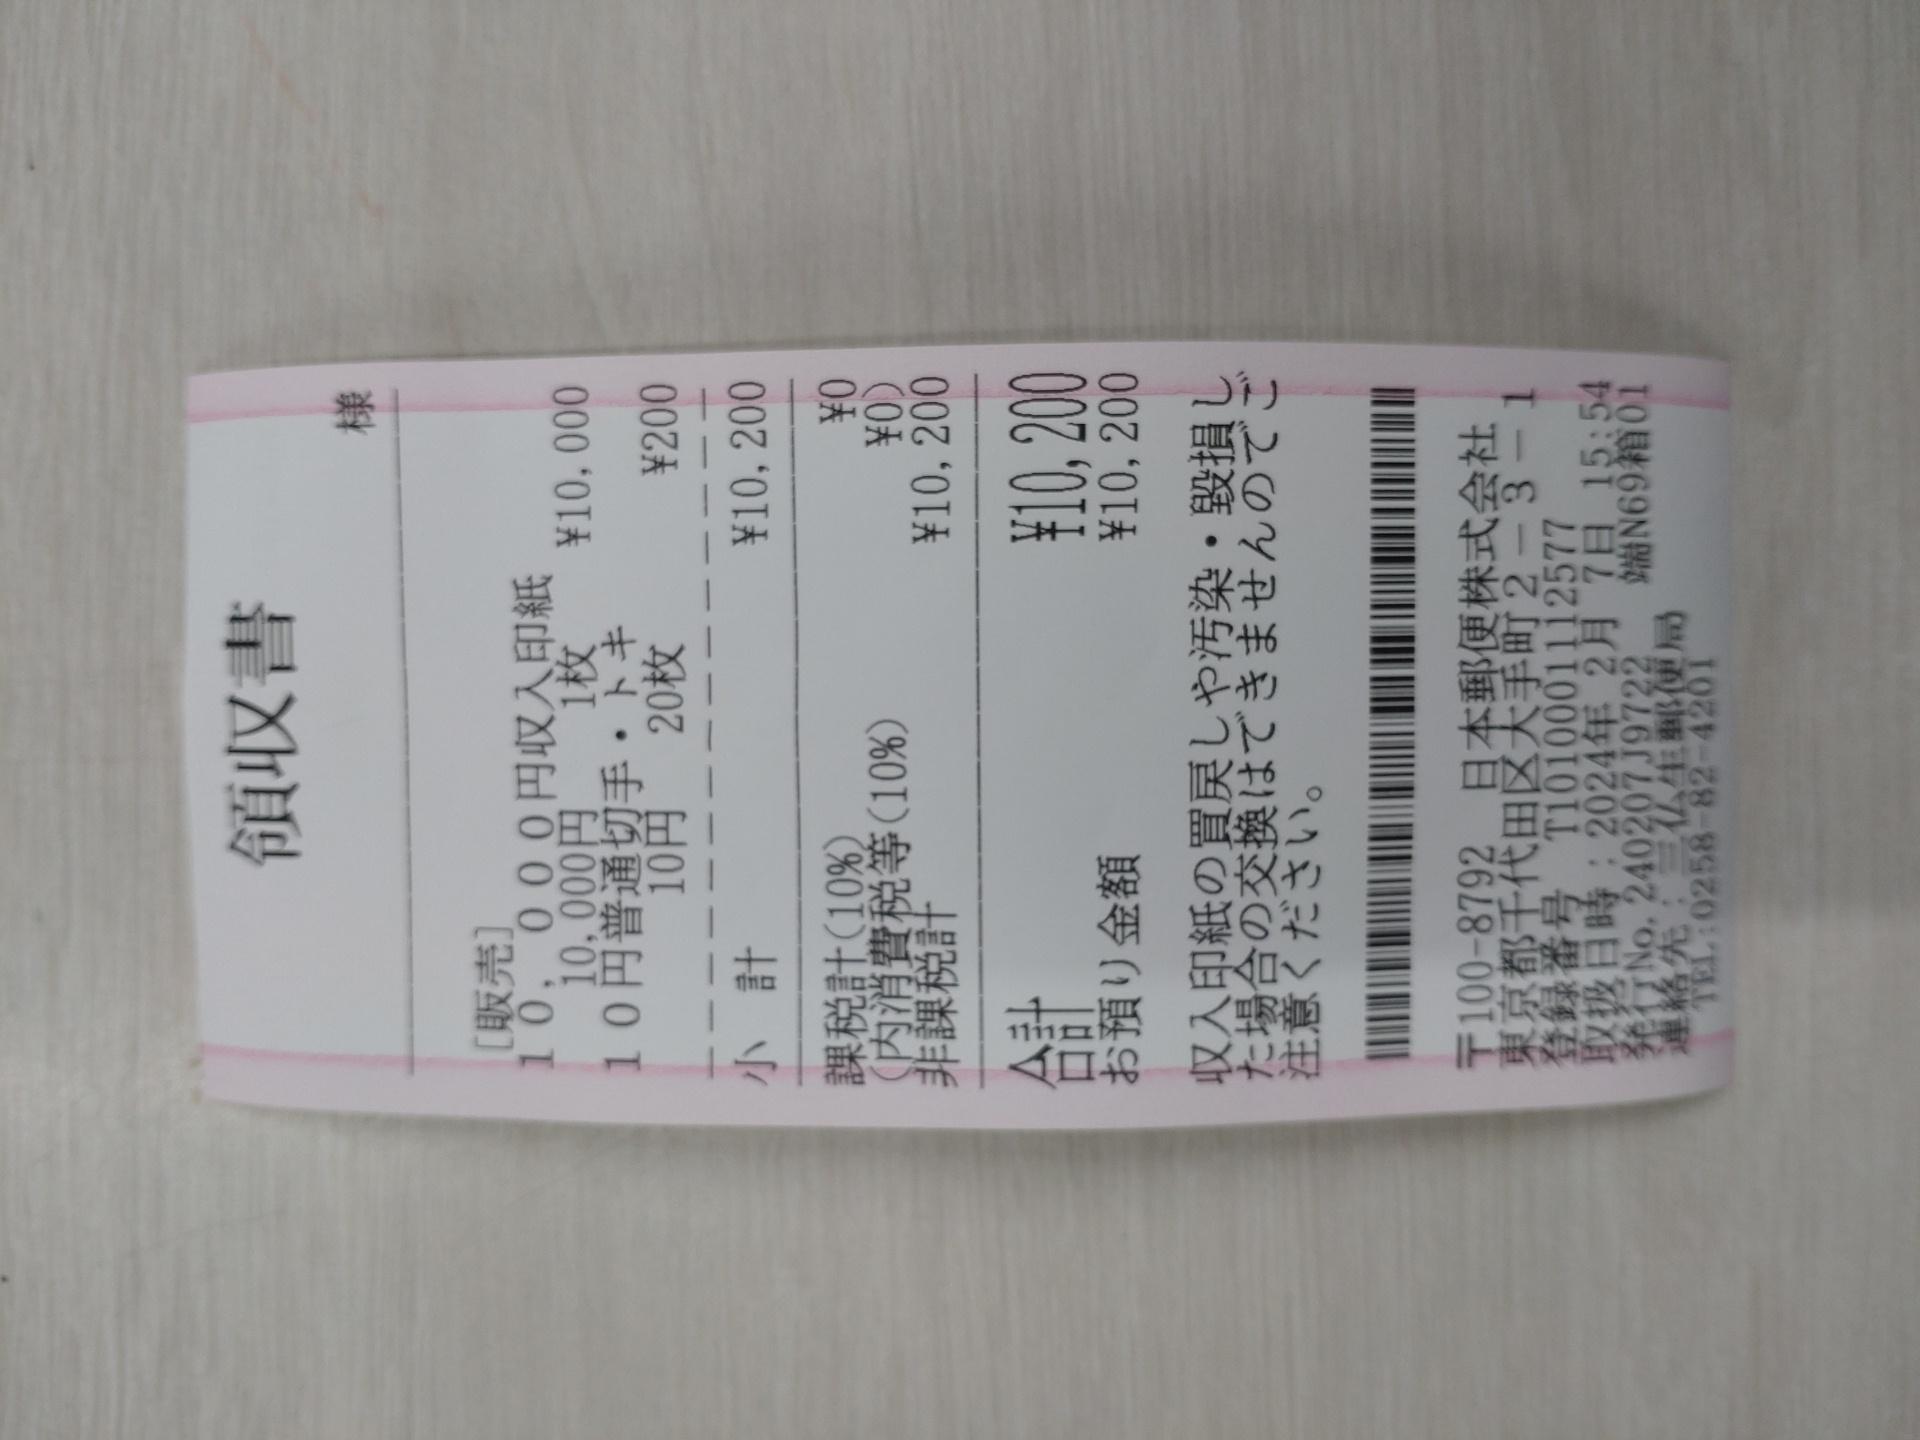 領収書
様
[販売]
１０，０００円収入印紙
10,000円 1枚 ¥10,000
１０円普通切手・トキ
10円 20枚 ¥200
小 計 ¥10,200
課税計(10%) ¥0
(内消費税等(10%) ¥0)
非課税計 ¥10,200
合計 ¥10,200
お預り金額 ¥10,200
収入印紙の買戻しや汚染・毀損し
た場合の交換はできませんのでご
注意ください。
〒100-8792 日本郵便株式会社
東京都千代田区大手町２－３－１
登録番号 T1010001112577
取扱日時：2024年 2月 7日 15:54
発行No. 240207J9722 端N69箱01
連絡先：三仏生郵便局
TEL:0258-82-4201